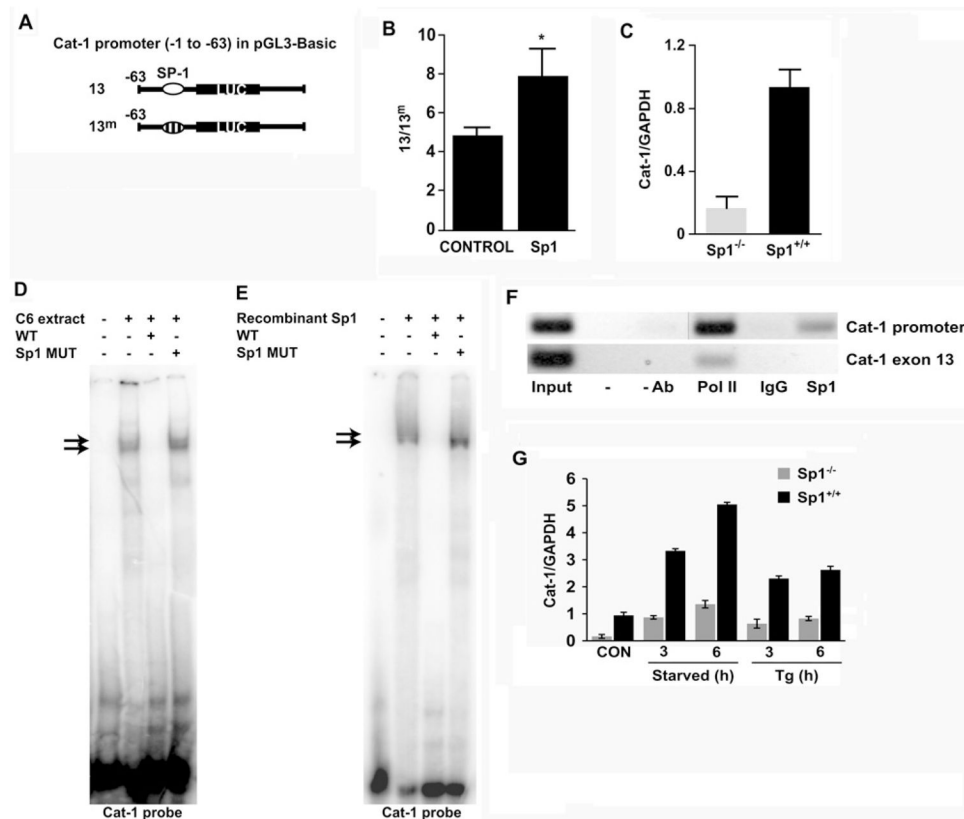 A
Cat-1 promoter (-1 to -63) in pGL3-Basic
-63 SP-1
13 LUC
-63
13m LUC
B
10
8
6
4
2
0
13/13m
*
CONTROL Sp1
C
1.2
0.9
0.6
0.3
0
Cat-1/GAPDH
Sp1-/- Sp1+/+
D
C6 extract - + + +
WT - - + -
Sp1 MUT - - - +
Cat-1 probe
E
Recombinant Sp1 - + + +
WT - - + -
Sp1 MUT - - - +
Cat-1 probe
F
Cat-1 promoter
Cat-1 exon 13
Input - - Ab Pol II IgG Sp1
G
Sp1-/-
Sp1+/+
6
5
4
3
2
1
0
Cat-1/GAPDH
CON 3 6 3 6
Starved (h) Tg (h)